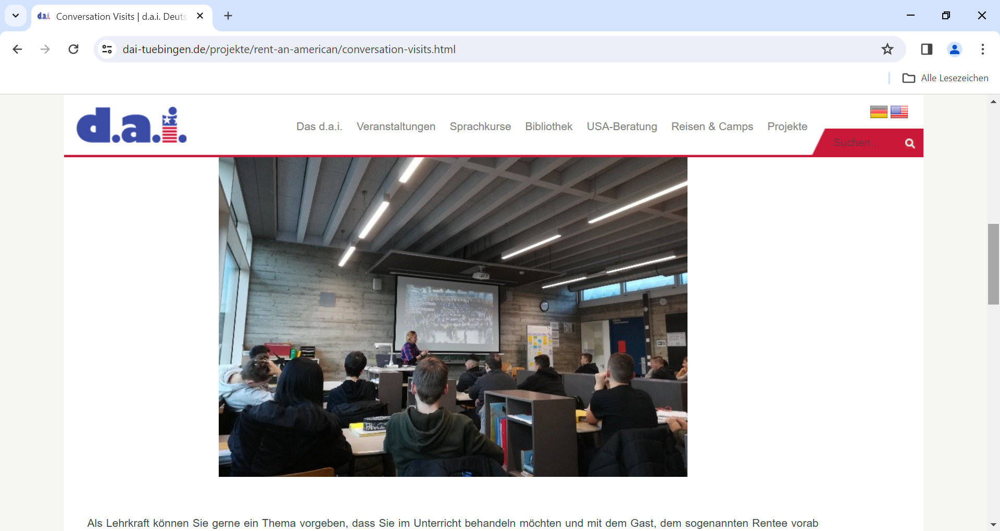 Conversation Visits | d.a.i. Deuts
dai-tuebingen.de/projekte/rent-an-american/conversation-visits.html
Alle Lesezeichen
d.a.i.
Das d.a.i. Veranstaltungen Sprachkurse Bibliothek USA-Beratung Reisen & Camps Projekte
Suchen...
Als Lehrkraft können Sie gerne ein Thema vorgeben, dass Sie im Unterricht behandeln möchten und mit dem Gast, dem sogenannten Rentee vorab